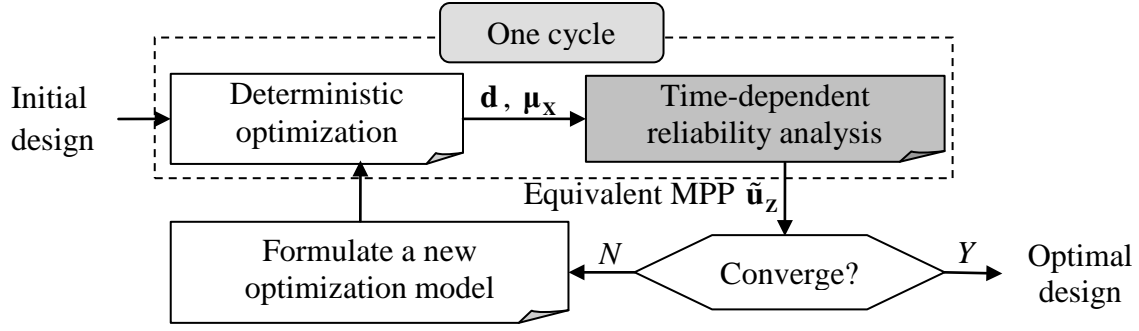 One cycle
Initial
design
Deterministic
optimization
𝐝 , 𝛍𝐱
Time-dependent
reliability analysis
Equivalent MPP 𝐮̃𝐳
Formulate a new
optimization model
N
Converge?
Y
Optimal
design